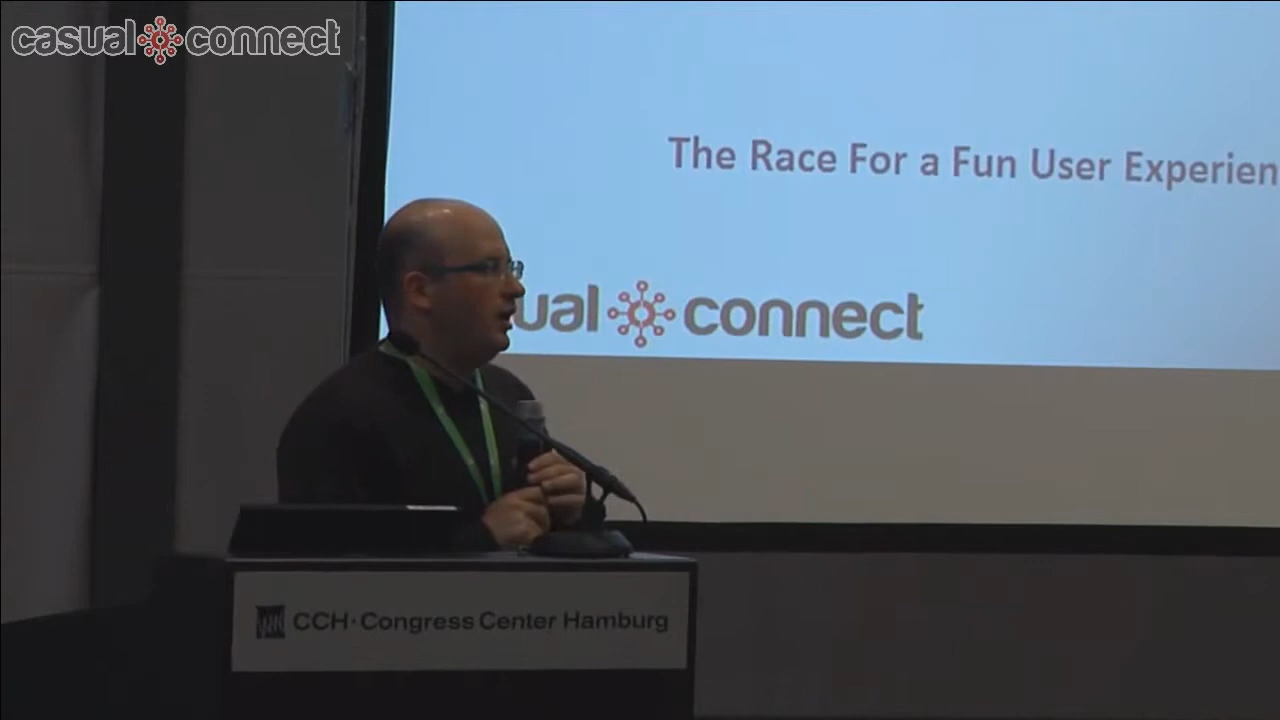 casual connect
The Race For a Fun User Experien
ual connect
CCH·Congress Center Hamburg